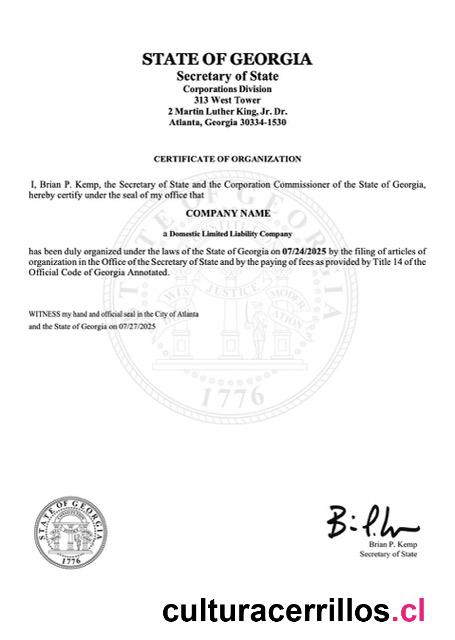 STATE OF GEORGIA
Secretary of State
Corporations Division
313 West Tower
2 Martin Luther King, Jr. Dr.
Atlanta, Georgia 30334-1530
CERTIFICATE OF ORGANIZATION
I, Brian P. Kemp, the Secretary of State and the Corporation Commissioner of the State of Georgia,
hereby certify under the seal of my office that
COMPANY NAME
a Domestic Limited Liability Company
has been duly organized under the laws of the State of Georgia on 07/24/2025 by the filing of articles of
organization in the Office of the Secretary of State and by the paying of fees as provided by Title 14 of the
Official Code of Georgia Annotated.
WITNESS my hand and official seal in the City of Atlanta
and the State of Georgia on 07/27/2025
STATE OF GEORGIA
CONSTITUTION
WISDOM JUSTICE MODERATION
1776
STATE OF GEORGIA
1776
B. P. K
Brian P. Kemp
Secretary of State
culturacerrillos.cl